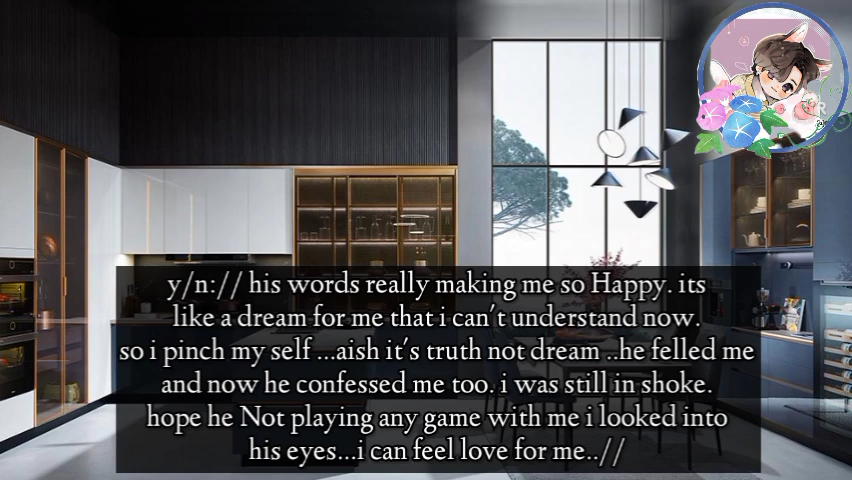 y/n:// his words really making me so Happy. its
like a dream for me that i can't understand now.
so i pinch my self ...aish it's truth not dream ..he felled me
and now he confessed me too. i was still in shoke.
hope he Not playing any game with me i looked into
his eyes...i can feel love for me..//